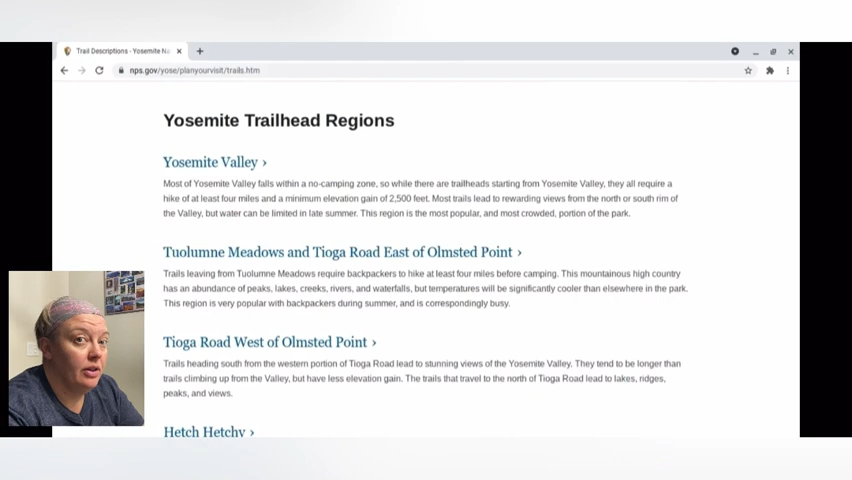 Trail Descriptions - Yosemite Na
nps.gov/yose/planyourvisit/trails.htm
Yosemite Trailhead Regions
Yosemite Valley ›
Most of Yosemite Valley falls within a no-camping zone, so while there are trailheads starting from Yosemite Valley, they all require a
hike of at least four miles and a minimum elevation gain of 2,500 feet. Most trails lead to rewarding views from the north or south rim of
the Valley, but water can be limited in late summer. This region is the most popular, and most crowded, portion of the park.
Tuolumne Meadows and Tioga Road East of Olmsted Point ›
Trails leaving from Tuolumne Meadows require backpackers to hike at least four miles before camping. This mountainous high country
has an abundance of peaks, lakes, creeks, rivers, and waterfalls, but temperatures will be significantly cooler than elsewhere in the park.
This region is very popular with backpackers during summer, and is correspondingly busy.
Tioga Road West of Olmsted Point ›
Trails heading south from the western portion of Tioga Road lead to stunning views of the Yosemite Valley. They tend to be longer than
trails climbing up from the Valley, but have less elevation gain. The trails that travel to the north of Tioga Road lead to lakes, ridges,
peaks, and views.
Hetch Hetchy ›